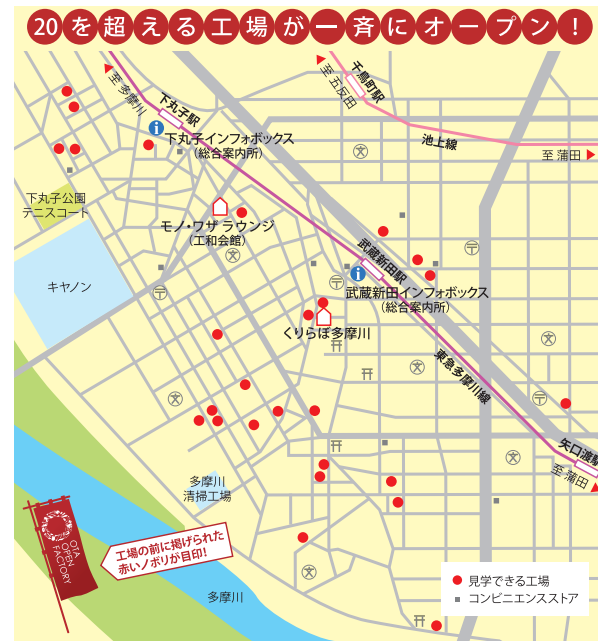 20を超える工場が一斉にオープン!
至 多摩川
下丸子駅
至 五反田
千鳥町駅
池上線
至 蒲田
i
下丸子インフォボックス
(総合案内所)
文
下丸子公園
テニスコート
モノ・ワザ ラウンジ
(工和会館)
文
キヤノン
武蔵新田駅
i
武蔵新田インフォボックス
(総合案内所)
文
くりらぼ多摩川
文
東急多摩川線
文
文
矢口渡駅
至 蒲田
文
多摩川
清掃工場
OTA
OPEN
FACTORY
工場の前に掲げられた
赤いノボリが目印!
文
多摩川
見学できる工場
コンビニエンスストア